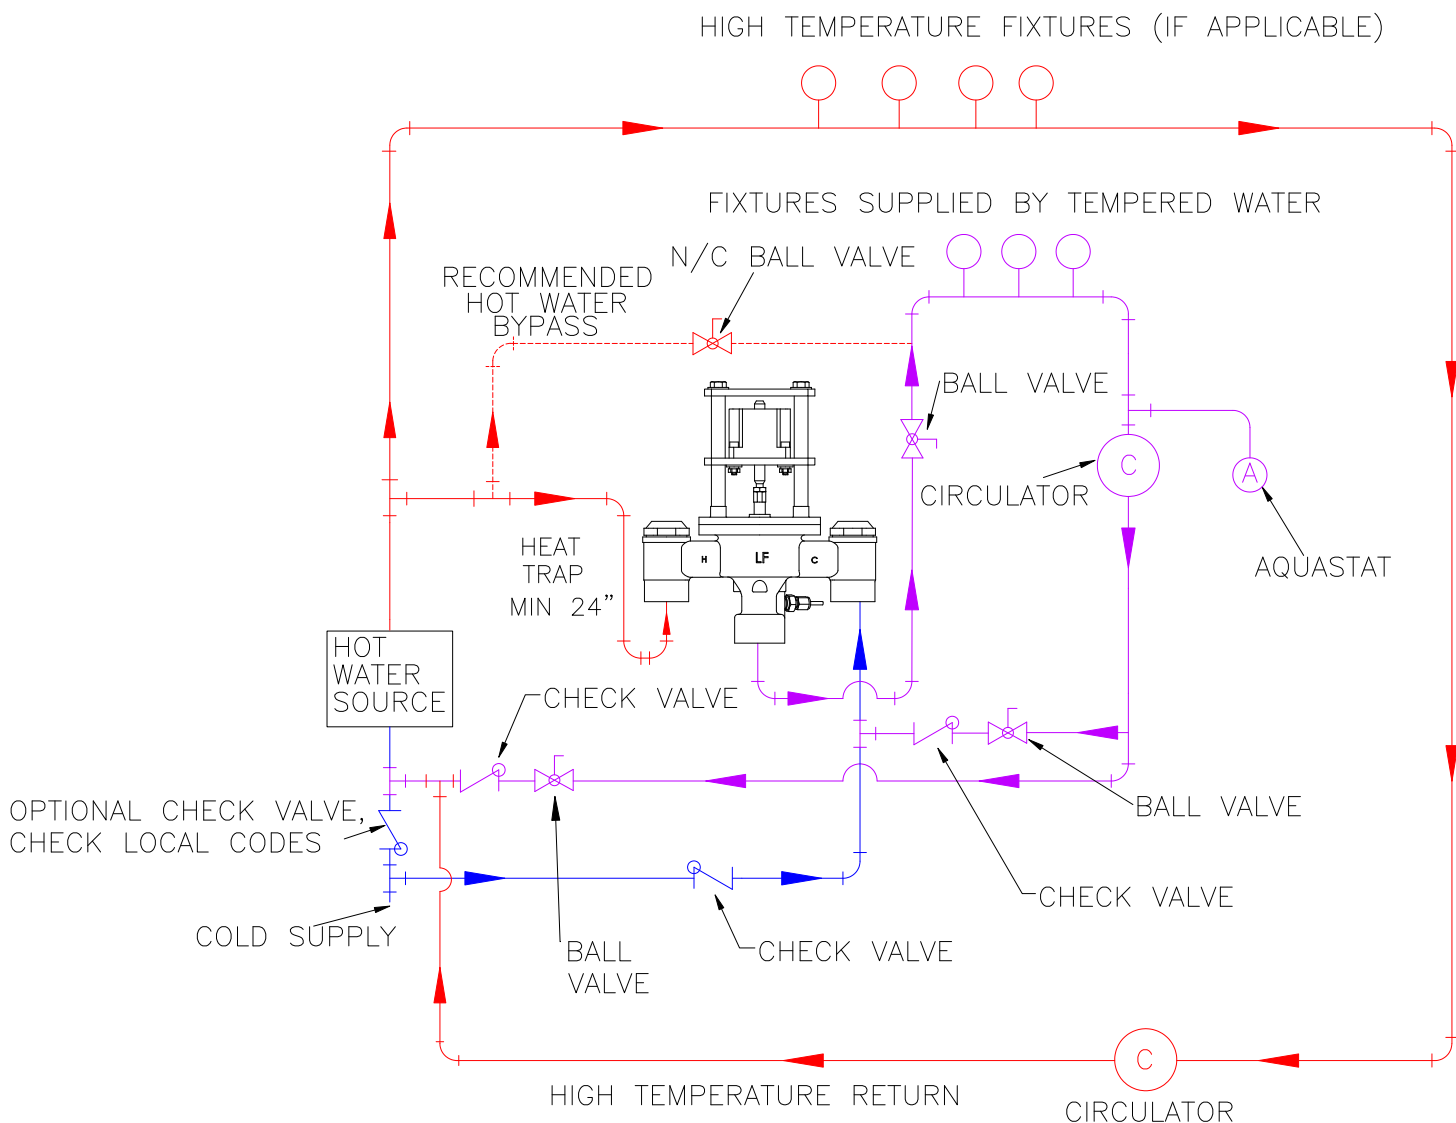 HIGH TEMPERATURE FIXTURES (IF APPLICABLE)
FIXTURES SUPPLIED BY TEMPERED WATER
N/C BALL VALVE
RECOMMENDED
HOT WATER
BYPASS
BALL VALVE
C
A
CIRCULATOR
AQUASTAT
HEAT
TRAP
MIN 24”
H
LF
C
HOT
WATER
SOURCE
CHECK VALVE
OPTIONAL CHECK VALVE,
CHECK LOCAL CODES
BALL VALVE
CHECK VALVE
COLD SUPPLY
BALL
VALVE
CHECK VALVE
C
HIGH TEMPERATURE RETURN
CIRCULATOR